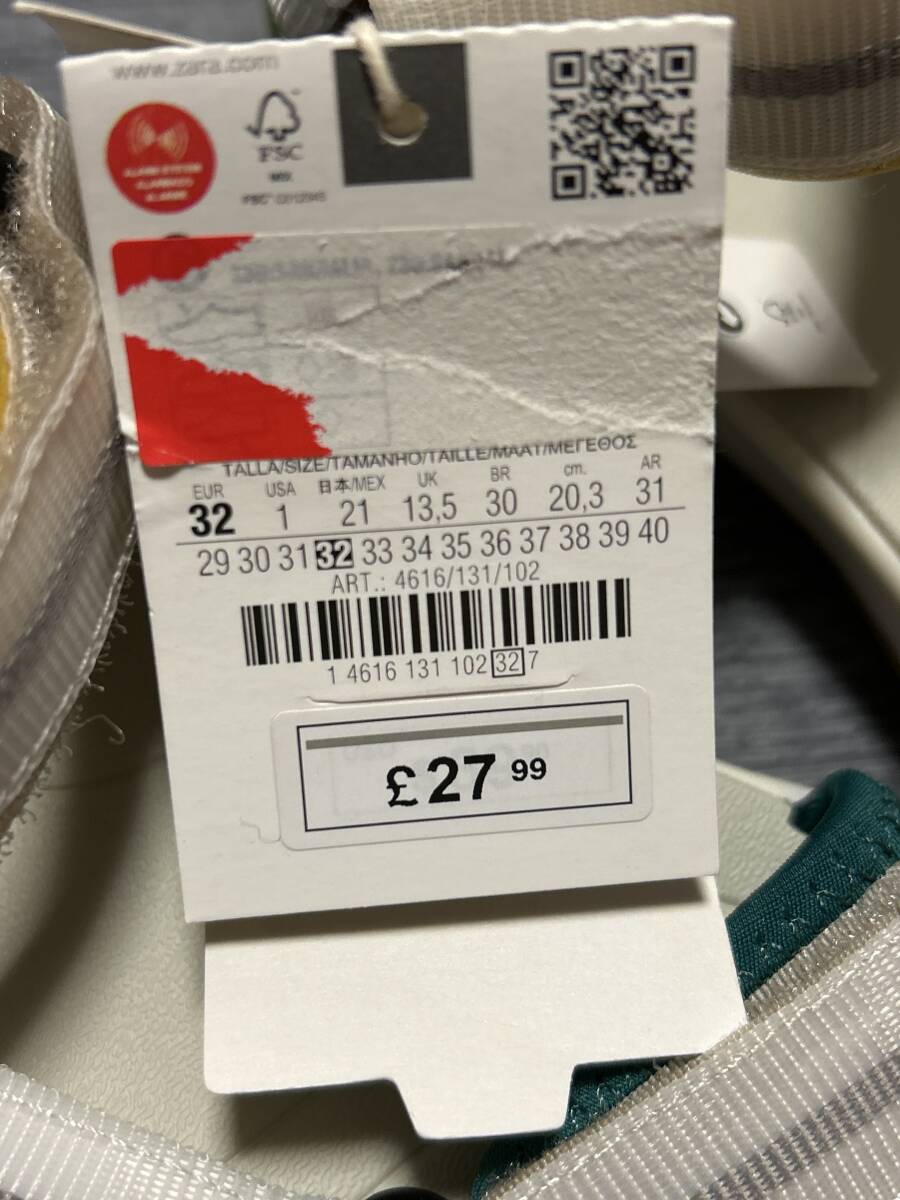 www.zara.com
FSC
MIX
TALLA/SIZE/TAMANHO/TAILLE/MAAT/ΜΕΓΕΘΟΣ
EUR USA 日本/MEX UK BR cm. AR
32 1 21 13,5 30 20,3 31
29 30 31 32 33 34 35 36 37 38 39 40
ART.: 4616/131/102
1 4616 131 102 32 7
£27 99